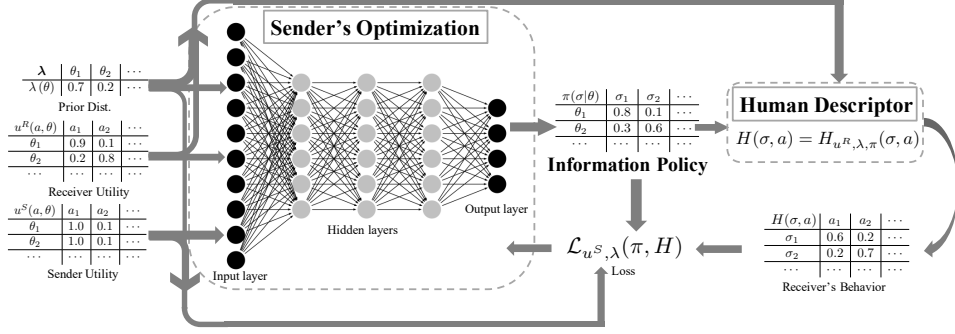 Sender's Optimization
λ θ₁ θ₂ ···
λ(θ) 0.7 0.2 ···
Prior Dist.
u^R(a, θ) a₁ a₂ ···
θ₁ 0.9 0.1 ···
θ₂ 0.2 0.8 ···
··· ··· ··· ···
Receiver Utility
u^S(a, θ) a₁ a₂ ···
θ₁ 1.0 0.1 ···
θ₂ 1.0 0.1 ···
··· ··· ··· ···
Sender Utility
Input layer
Hidden layers
Output layer
π(σ|θ) σ₁ σ₂ ···
θ₁ 0.8 0.1 ···
θ₂ 0.3 0.6 ···
··· ··· ··· ···
Information Policy
Human Descriptor
H(σ, a) = H_{u^R,λ,π}(σ, a)
𝓛_{u^S,λ}(π, H)
Loss
H(σ, a) a₁ a₂ ···
σ₁ 0.6 0.2 ···
σ₂ 0.2 0.7 ···
··· ··· ··· ···
Receiver's Behavior